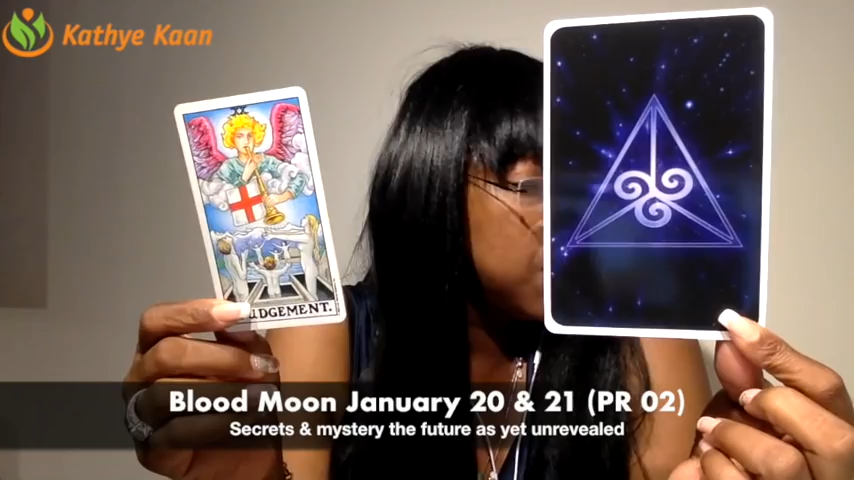 Kathye Kaan
JUDGEMENT.
Blood Moon January 20 & 21 (PR 02)
Secrets & mystery the future as yet unrevealed